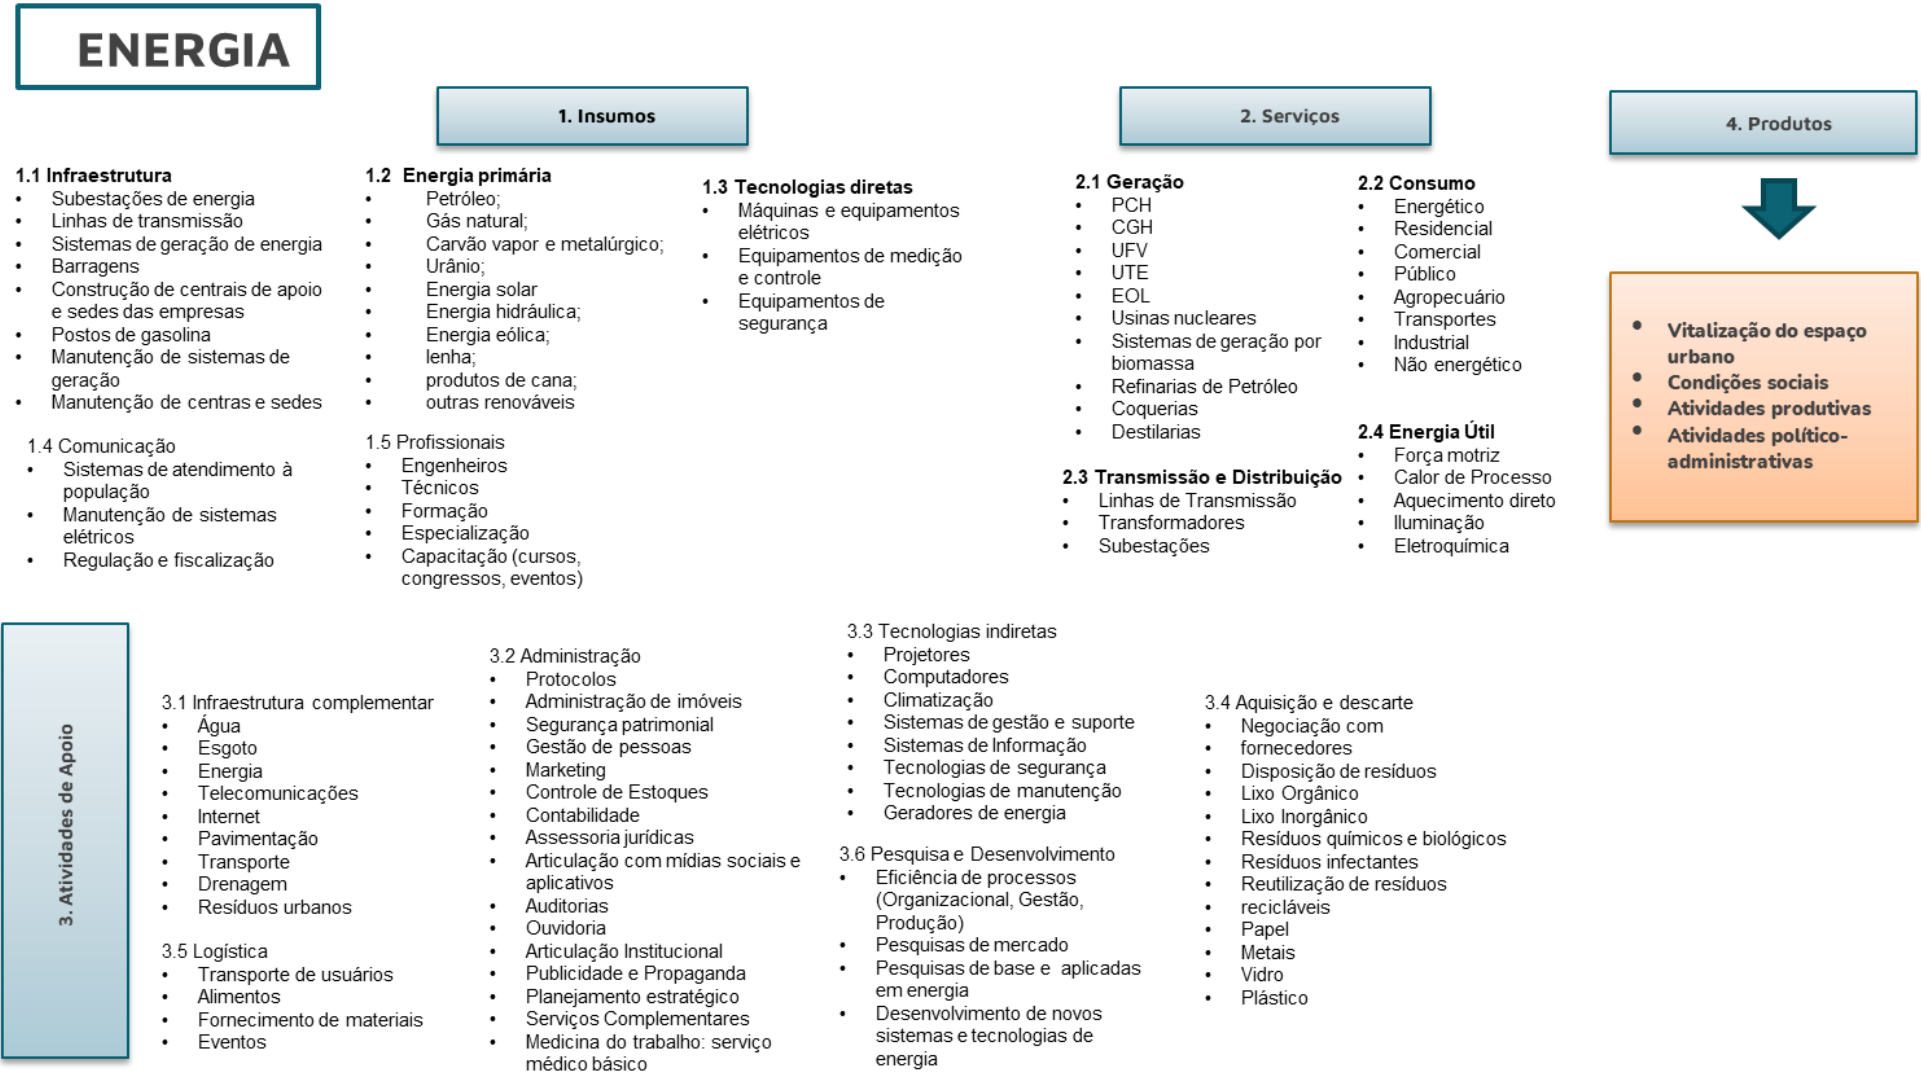 ENERGIA
1. Insumos
1.1 Infraestrutura
• Subestações de energia
• Linhas de transmissão
• Sistemas de geração de energia
• Barragens
• Construção de centrais de apoio
e sedes das empresas
• Postos de gasolina
• Manutenção de sistemas de
geração
• Manutenção de centras e sedes
1.2 Energia primária
• Petróleo;
• Gás natural;
• Carvão vapor e metalúrgico;
• Urânio;
• Energia solar
• Energia hidráulica;
• Energia eólica;
• lenha;
• produtos de cana;
• outras renováveis
1.3 Tecnologias diretas
• Máquinas e equipamentos
elétricos
• Equipamentos de medição
e controle
• Equipamentos de
segurança
1.4 Comunicação
• Sistemas de atendimento à
população
• Manutenção de sistemas
elétricos
• Regulação e fiscalização
1.5 Profissionais
• Engenheiros
• Técnicos
• Formação
• Especialização
• Capacitação (cursos,
congressos, eventos)
2. Serviços
2.1 Geração
• PCH
• CGH
• UFV
• UTE
• EOL
• Usinas nucleares
• Sistemas de geração por
biomassa
• Refinarias de Petróleo
• Coquerias
• Destilarias
2.2 Consumo
• Energético
• Residencial
• Comercial
• Público
• Agropecuário
• Transportes
• Industrial
• Não energético
2.3 Transmissão e Distribuição
• Linhas de Transmissão
• Transformadores
• Subestações
2.4 Energia Útil
• Força motriz
• Calor de Processo
• Aquecimento direto
• Iluminação
• Eletroquímica
4. Produtos
• Vitalização do espaço
urbano
• Condições sociais
• Atividades produtivas
• Atividades político-
administrativas
3. Atividades de Apoio
3.1 Infraestrutura complementar
• Água
• Esgoto
• Energia
• Telecomunicações
• Internet
• Pavimentação
• Transporte
• Drenagem
• Resíduos urbanos
3.2 Administração
• Protocolos
• Administração de imóveis
• Segurança patrimonial
• Gestão de pessoas
• Marketing
• Controle de Estoques
• Contabilidade
• Assessoria jurídicas
• Articulação com mídias sociais e
aplicativos
• Auditorias
• Ouvidoria
• Articulação Institucional
• Publicidade e Propaganda
• Planejamento estratégico
• Serviços Complementares
• Medicina do trabalho: serviço
médico básico
3.3 Tecnologias indiretas
• Projetores
• Computadores
• Climatização
• Sistemas de gestão e suporte
• Sistemas de Informação
• Tecnologias de segurança
• Tecnologias de manutenção
• Geradores de energia
3.4 Aquisição e descarte
• Negociação com
• fornecedores
• Disposição de resíduos
• Lixo Orgânico
• Lixo Inorgânico
• Resíduos químicos e biológicos
• Resíduos infectantes
• Reutilização de resíduos
• recicláveis
• Papel
• Metais
• Vidro
• Plástico
3.5 Logística
• Transporte de usuários
• Alimentos
• Fornecimento de materiais
• Eventos
3.6 Pesquisa e Desenvolvimento
• Eficiência de processos
(Organizacional, Gestão,
Produção)
• Pesquisas de mercado
• Pesquisas de base e aplicadas
em energia
• Desenvolvimento de novos
sistemas e tecnologias de
energia